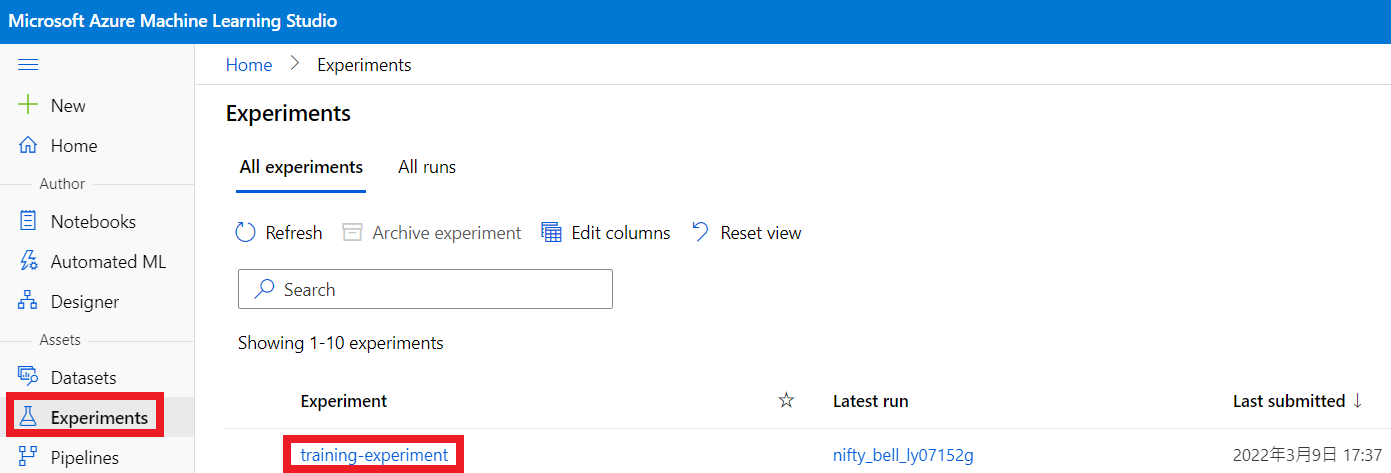 Microsoft Azure Machine Learning Studio
Home > Experiments
New
Home
Author
Notebooks
Automated ML
Designer
Assets
Datasets
Experiments
Pipelines
Experiments
All experiments All runs
Refresh Archive experiment Edit columns Reset view
Search
Showing 1-10 experiments
Experiment Latest run Last submitted ↓
training-experiment nifty_bell_ly07152g 2022年3月9日 17:37